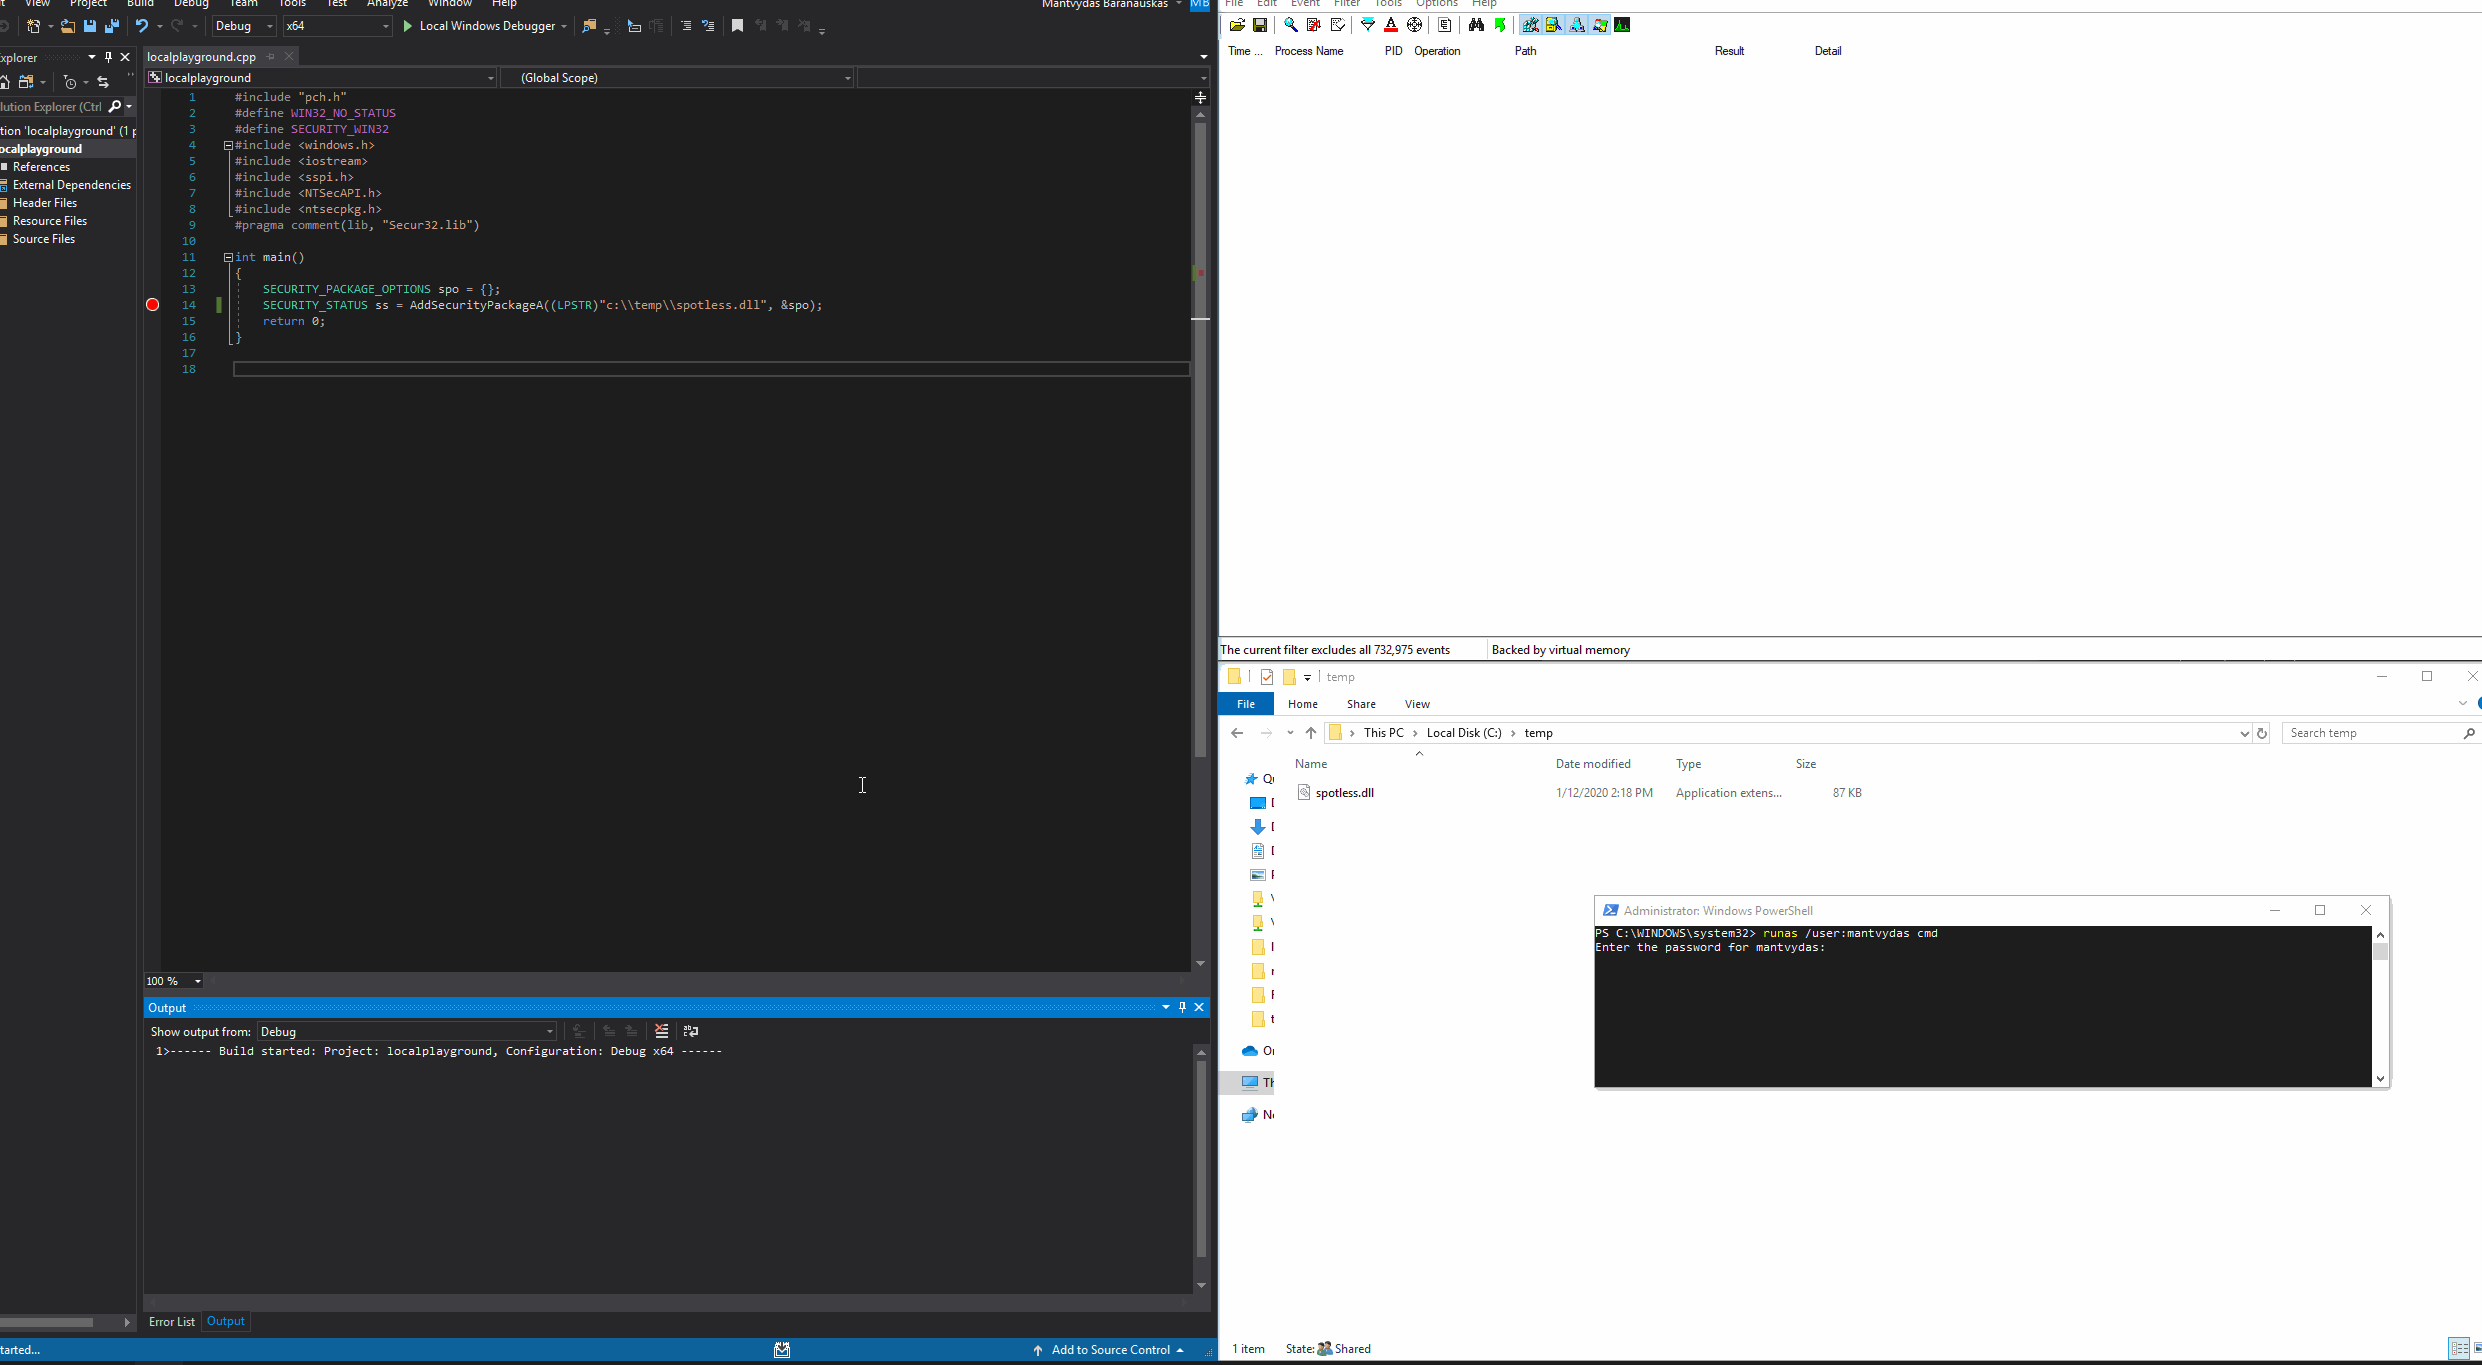 View Project Build Debug Team Tools Test Analyze Window Help Mantvydas Baranauskas MB
Debug x64 Local Windows Debugger
xplorer
localplayground.cpp
localplayground (Global Scope)
lution Explorer (Ctrl
tion 'localplayground' (1 p
ocalplayground
References
External Dependencies
Header Files
Resource Files
Source Files
1 #include "pch.h"
2 #define WIN32_NO_STATUS
3 #define SECURITY_WIN32
4 #include <windows.h>
5 #include <iostream>
6 #include <sspi.h>
7 #include <NTSecAPI.h>
8 #include <ntsecpkg.h>
9 #pragma comment(lib, "Secur32.lib")
10
11 int main()
12 {
13 SECURITY_PACKAGE_OPTIONS spo = {};
14 SECURITY_STATUS ss = AddSecurityPackageA((LPSTR)"c:\\temp\\spotless.dll", &spo);
15 return 0;
16 }
17
18
100 %
Output
Show output from: Debug
1>------ Build started: Project: localplayground, Configuration: Debug x64 ------
Error List Output
tarted... Add to Source Control
File Edit Event Filter Tools Options Help
Time ... Process Name PID Operation Path Result Detail
The current filter excludes all 732,975 events Backed by virtual memory
temp
File Home Share View
This PC > Local Disk (C:) > temp Search temp
Name Date modified Type Size
spotless.dll 1/12/2020 2:18 PM Application extens... 87 KB
Administrator: Windows PowerShell
PS C:\WINDOWS\system32> runas /user:mantvydas cmd
Enter the password for mantvydas:
1 item State: Shared